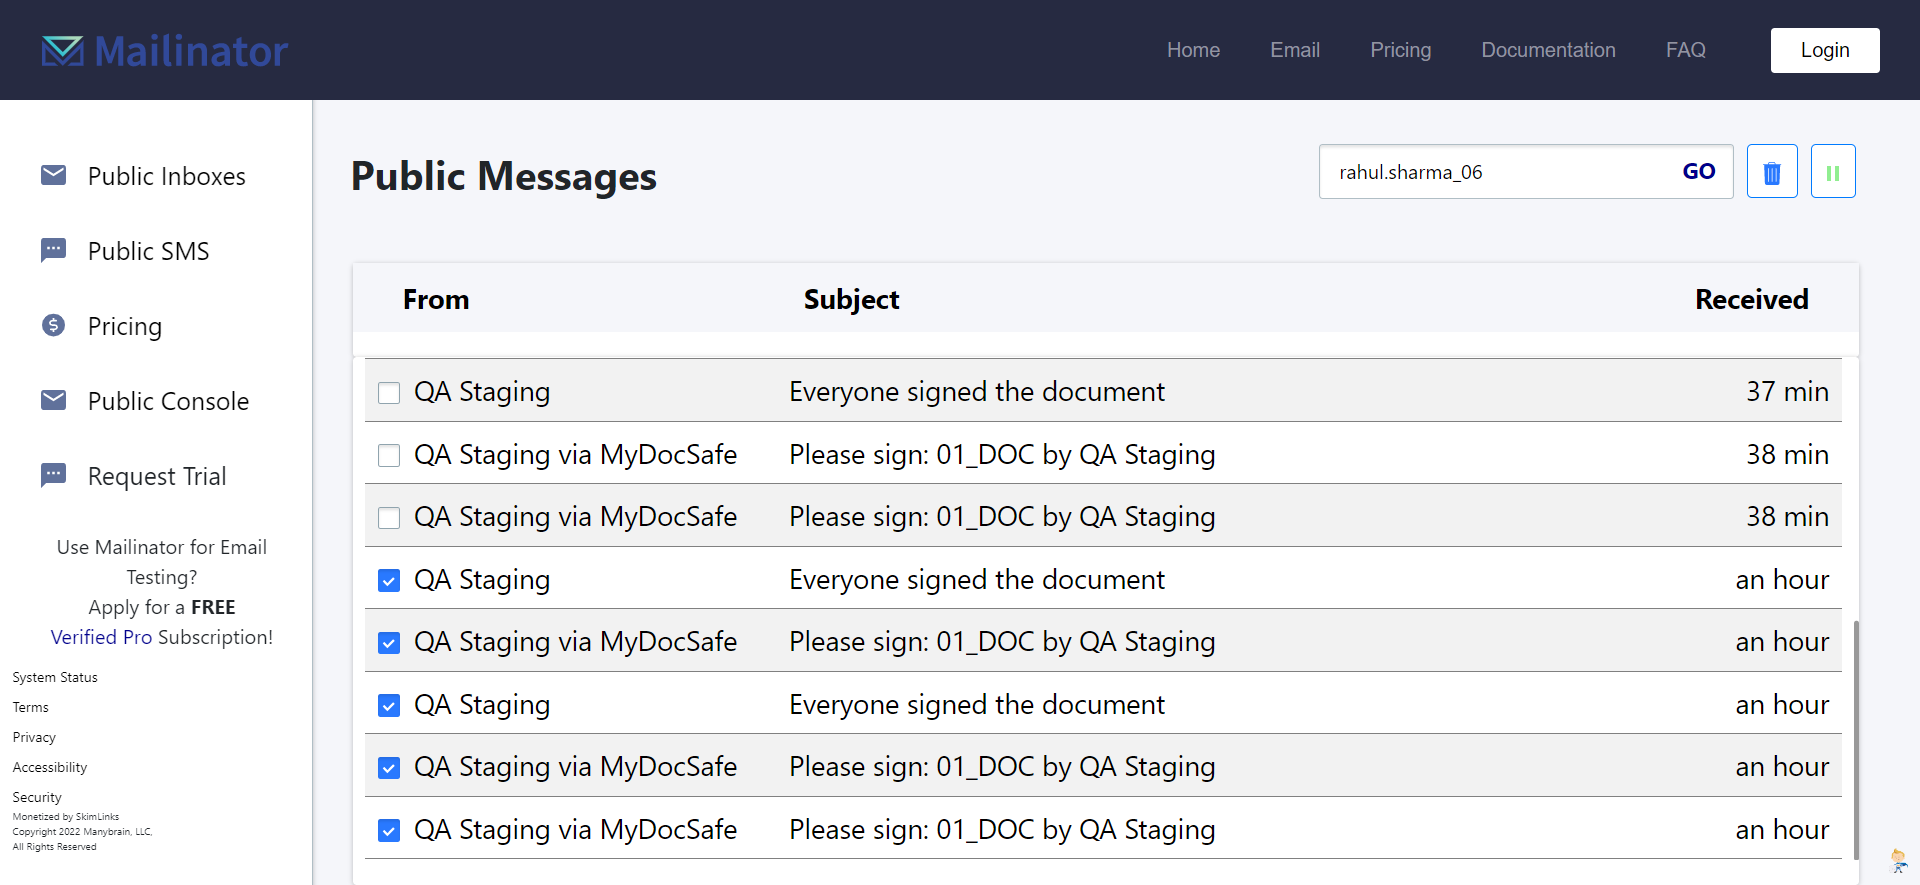 Mailinator
Home
Email
Pricing
Documentation
FAQ
Login
Public Inboxes
Public SMS
Pricing
Public Console
Request Trial
Use Mailinator for Email
Testing?
Apply for a FREE
Verified Pro Subscription!
System Status
Terms
Privacy
Accessibility
Security
Monetized by SkimLinks
Copyright 2022 Manybrain, LLC,
All Rights Reserved
Public Messages
rahul.sharma_06 GO
From Subject Received
QA Staging Everyone signed the document 37 min
QA Staging via MyDocSafe Please sign: 01_DOC by QA Staging 38 min
QA Staging via MyDocSafe Please sign: 01_DOC by QA Staging 38 min
QA Staging Everyone signed the document an hour
QA Staging via MyDocSafe Please sign: 01_DOC by QA Staging an hour
QA Staging Everyone signed the document an hour
QA Staging via MyDocSafe Please sign: 01_DOC by QA Staging an hour
QA Staging via MyDocSafe Please sign: 01_DOC by QA Staging an hour